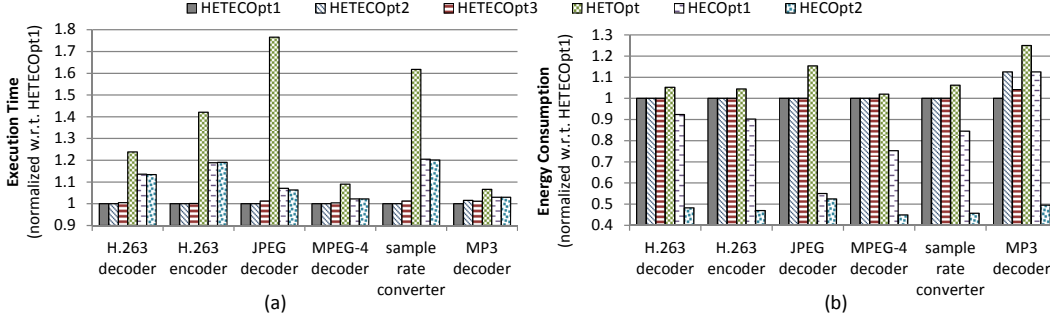 HETECOpt1 HETECOpt2 HETECOpt3 HETOpt HECOpt1 HECOpt2
Execution Time
(normalized w.r.t. HETECOpt1)
1.8
1.7
1.6
1.5
1.4
1.3
1.2
1.1
1
0.9
H.263 decoder
H.263 encoder
JPEG decoder
MPEG-4 decoder
sample rate converter
MP3 decoder
(a)
Energy Consumption
(normalized w.r.t. HETECOpt1)
1.3
1.2
1.1
1
0.9
0.8
0.7
0.6
0.5
0.4
H.263 decoder
H.263 encoder
JPEG decoder
MPEG-4 decoder
sample rate converter
MP3 decoder
(b)